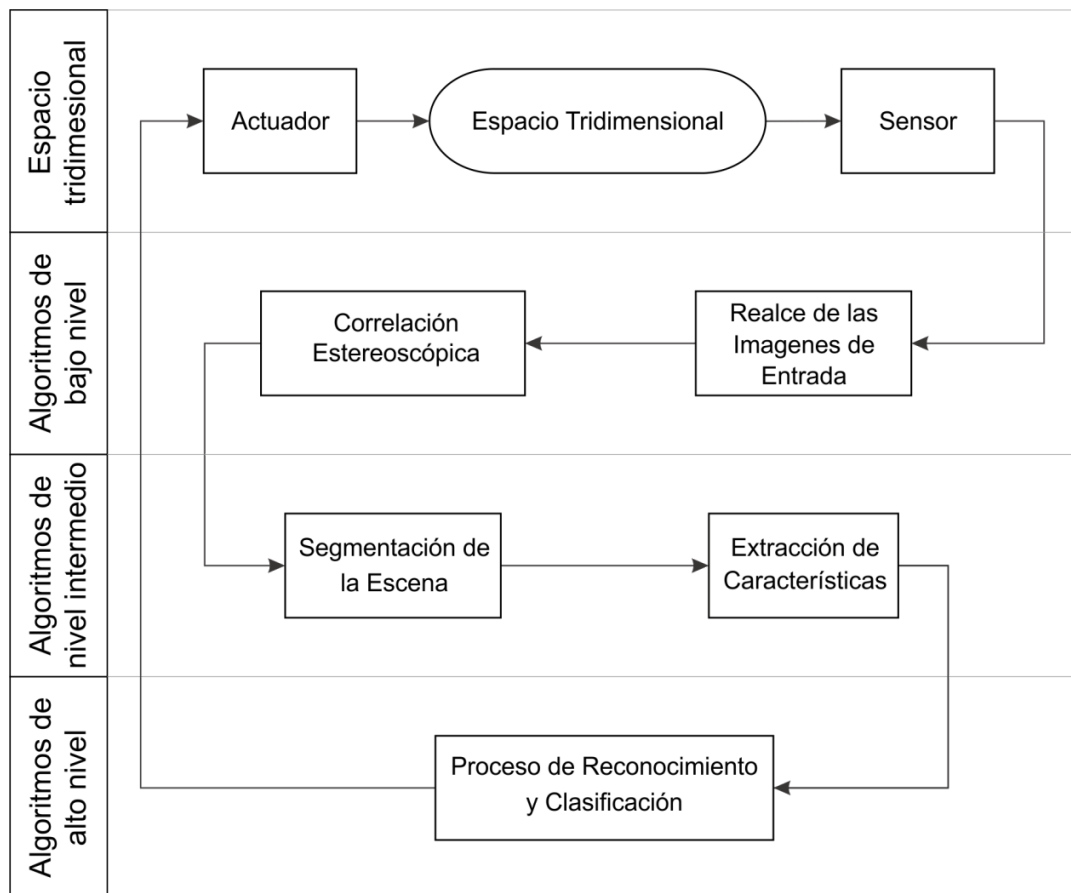 Espacio
tridimesional
Actuador
Espacio Tridimensional
Sensor
Algoritmos de
bajo nivel
Correlación
Estereoscópica
Realce de las
Imagenes de
Entrada
Algoritmos de
nivel intermedio
Segmentación de
la Escena
Extracción de
Características
Algoritmos de
alto nivel
Proceso de Reconocimiento
y Clasificación